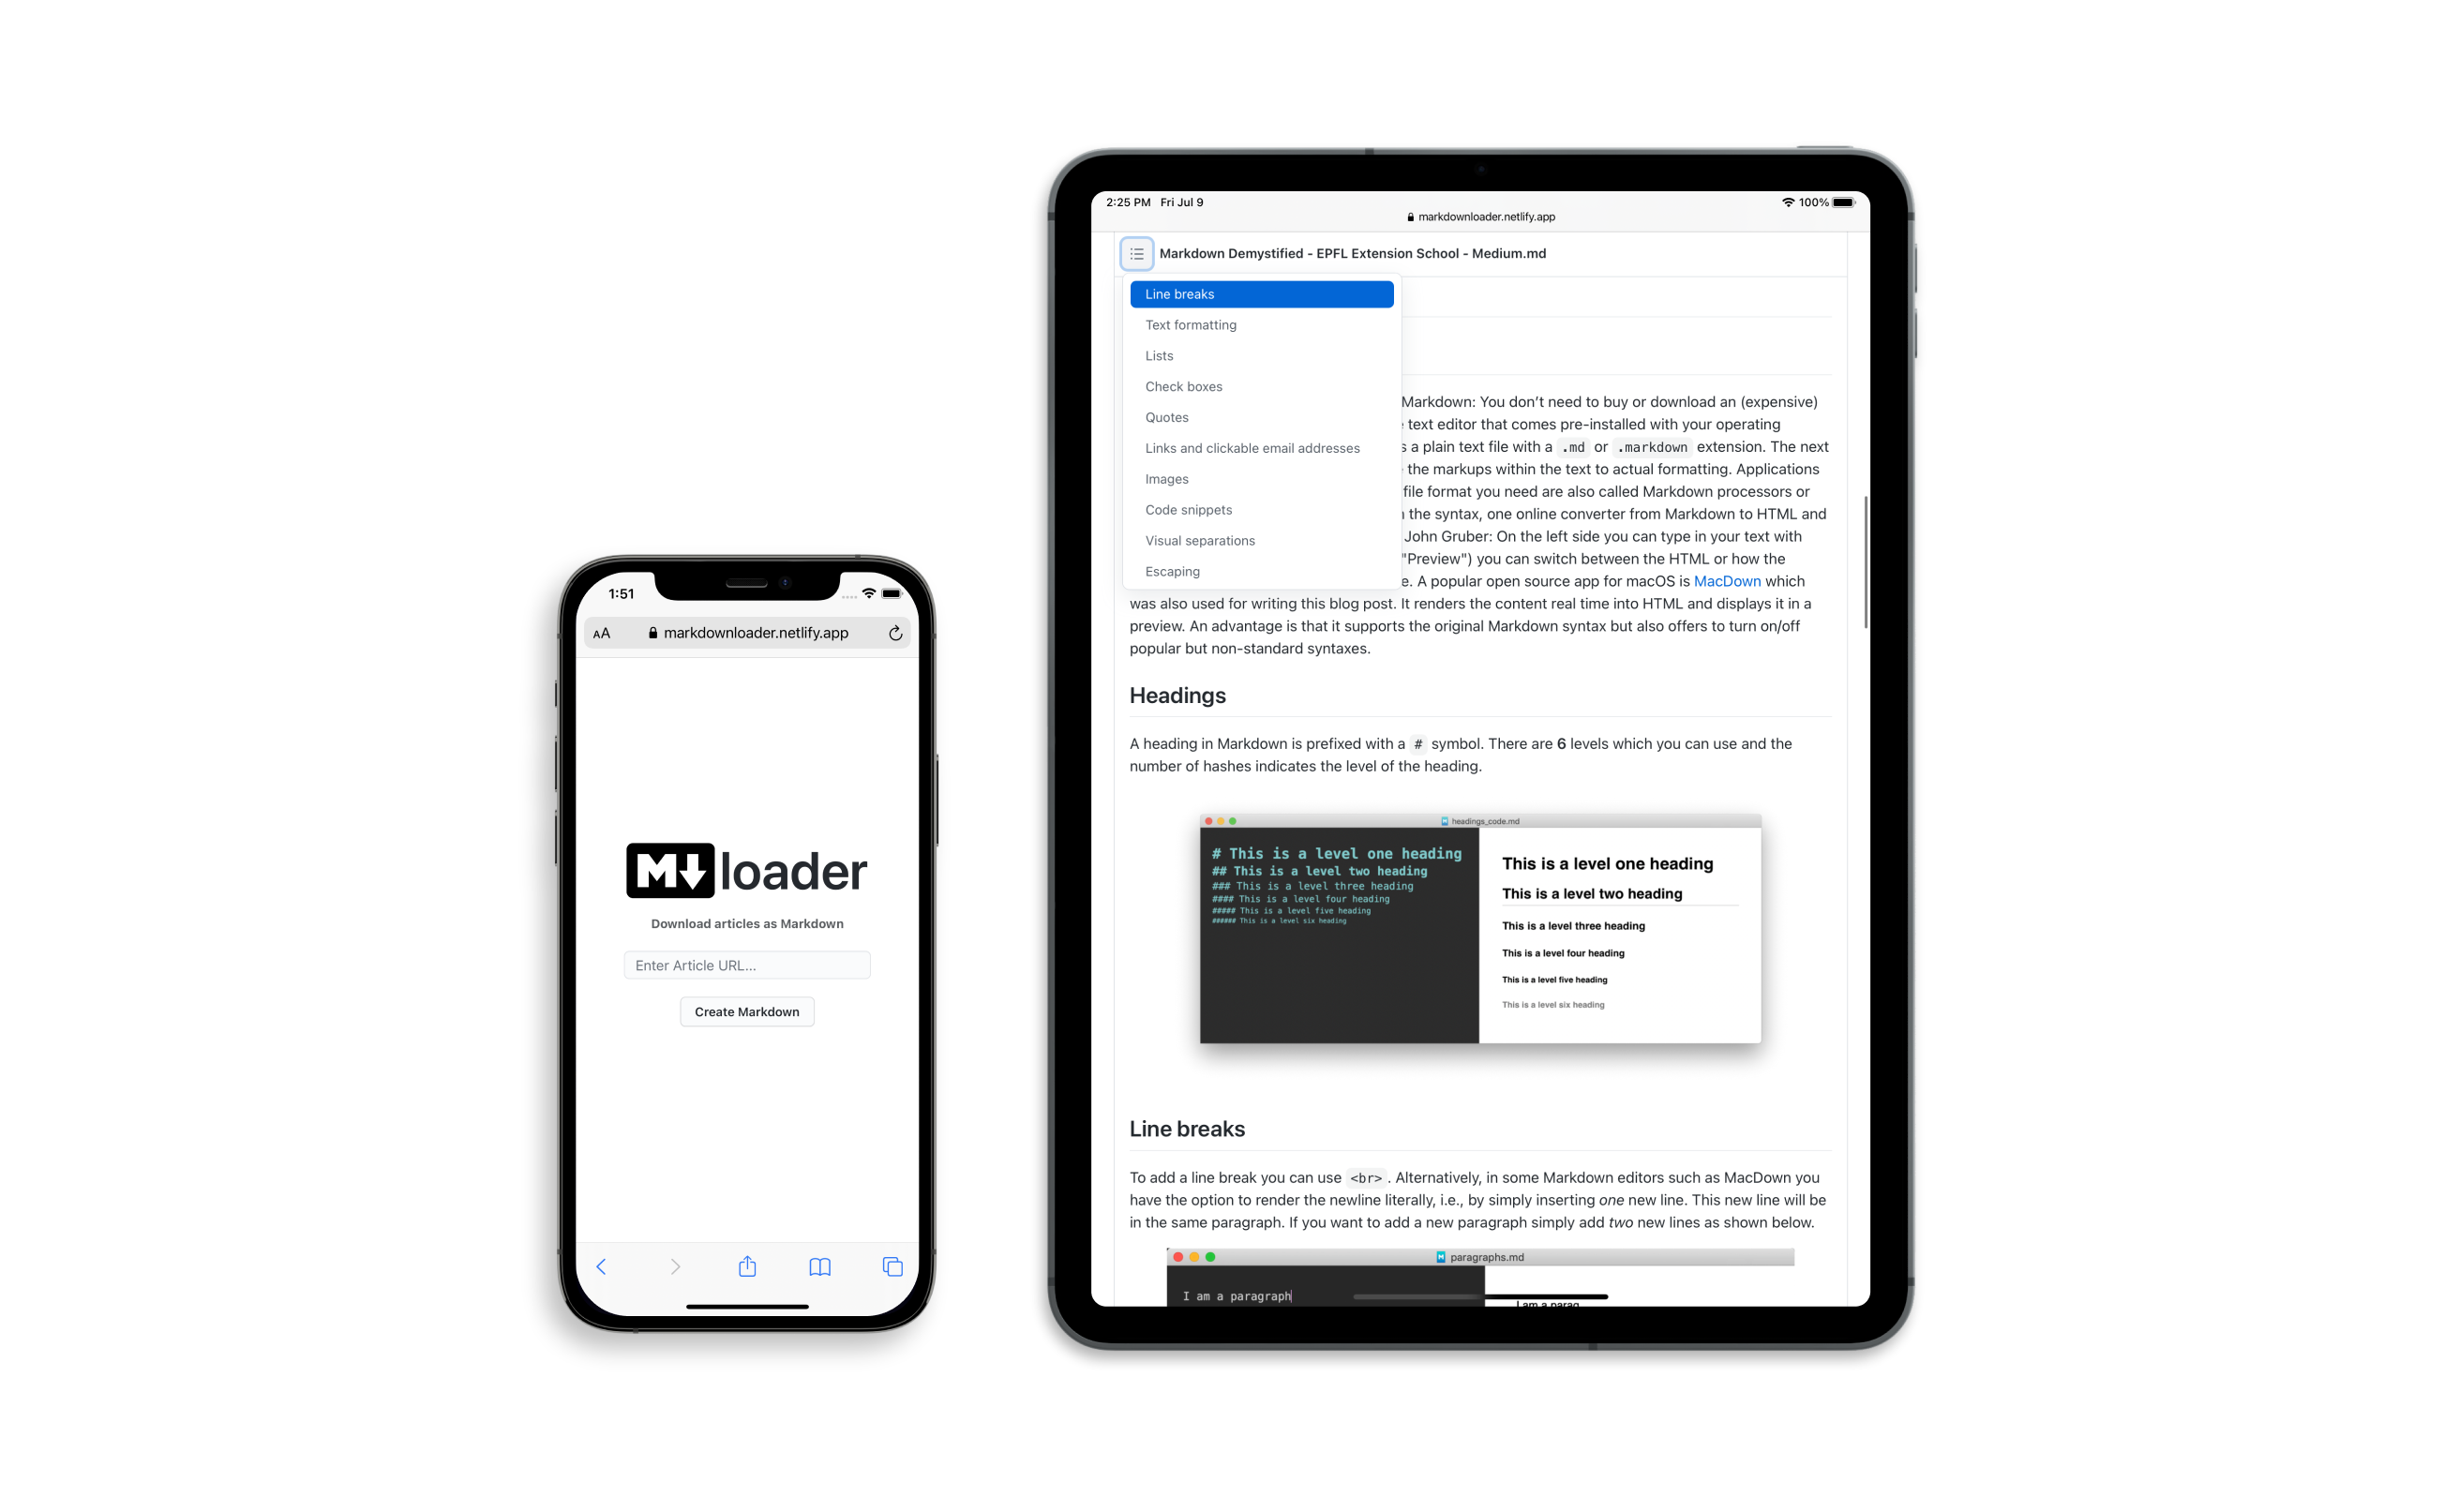 1:51
AA markdownloader.netlify.app
M loader
Download articles as Markdown
Enter Article URL...
Create Markdown
2:25 PM Fri Jul 9 100%
markdownloader.netlify.app
Markdown Demystified - EPFL Extension School - Medium.md
Line breaks
Text formatting
Lists
Check boxes
Quotes
Links and clickable email addresses
Images
Code snippets
Visual separations
Escaping
Markdown: You don’t need to buy or download an (expensive)
text editor that comes pre-installed with your operating
s a plain text file with a .md or .markdown extension. The next
the markups within the text to actual formatting. Applications
file format you need are also called Markdown processors or
the syntax, one online converter from Markdown to HTML and
John Gruber: On the left side you can type in your text with
"Preview") you can switch between the HTML or how the
e. A popular open source app for macOS is MacDown which
was also used for writing this blog post. It renders the content real time into HTML and displays it in a
preview. An advantage is that it supports the original Markdown syntax but also offers to turn on/off
popular but non-standard syntaxes.
Headings
A heading in Markdown is prefixed with a # symbol. There are 6 levels which you can use and the
number of hashes indicates the level of the heading.
headings_code.md
# This is a level one heading
## This is a level two heading
### This is a level three heading
#### This is a level four heading
##### This is a level five heading
###### This is a level six heading
This is a level one heading
This is a level two heading
This is a level three heading
This is a level four heading
This is a level five heading
This is a level six heading
Line breaks
To add a line break you can use <br>. Alternatively, in some Markdown editors such as MacDown you
have the option to render the newline literally, i.e., by simply inserting one new line. This new line will be
in the same paragraph. If you want to add a new paragraph simply add two new lines as shown below.
paragraphs.md
I am a paragraph
I am a parag